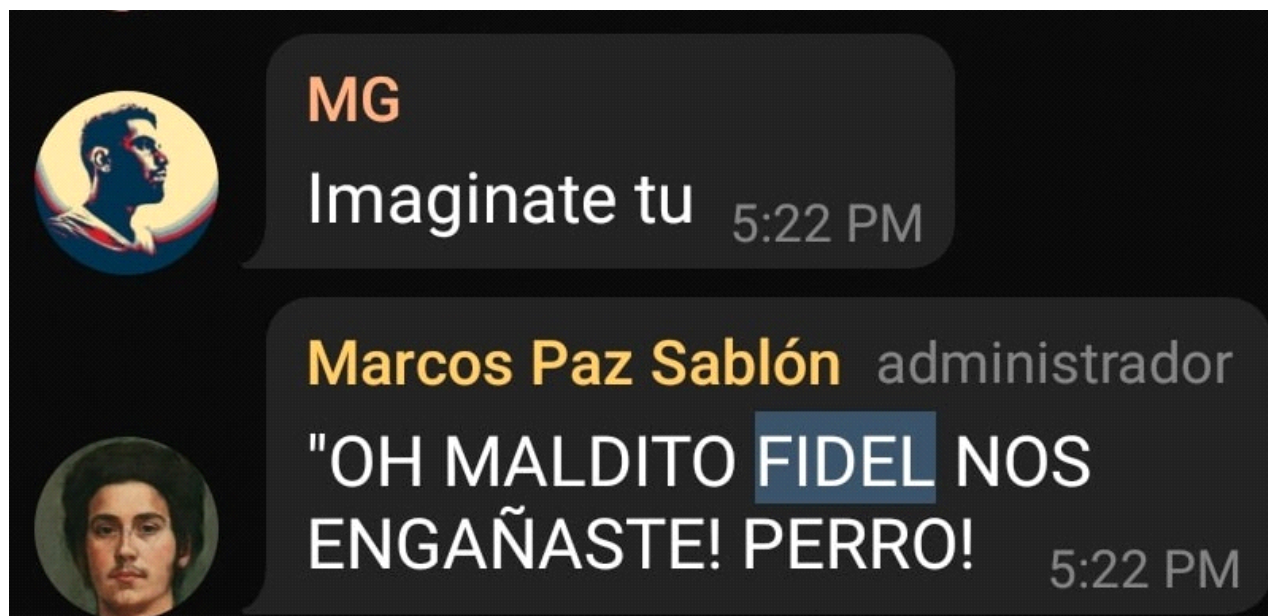 MG
Imaginate tu 5:22 PM
Marcos Paz Sablón administrador
"OH MALDITO FIDEL NOS
ENGAÑASTE! PERRO! 5:22 PM